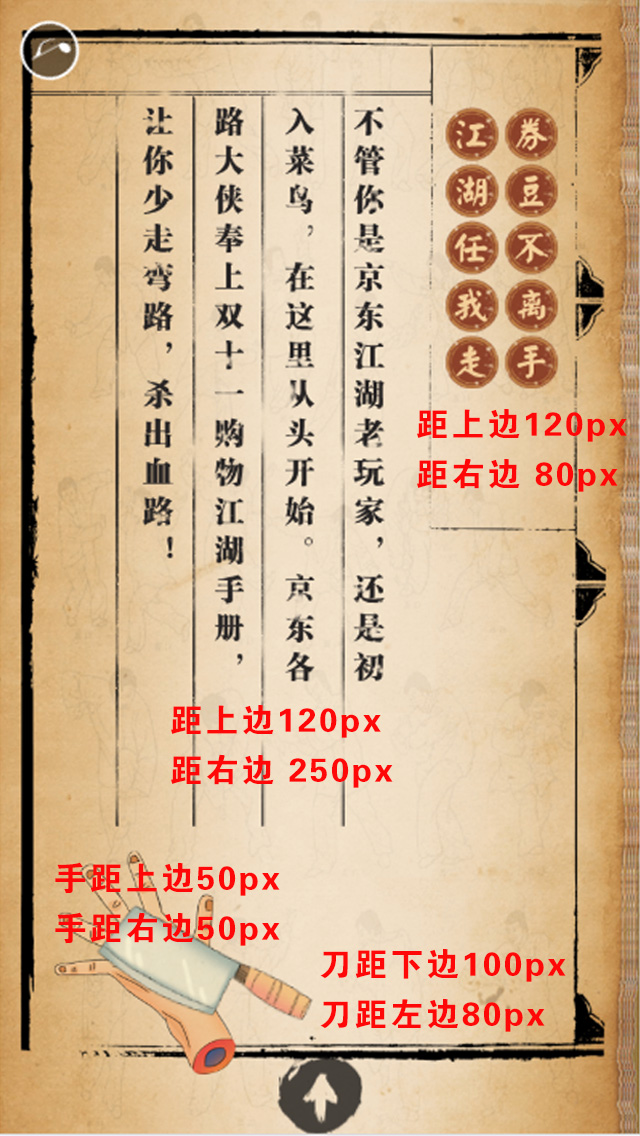 券豆不离手
江湖任我走
不管你是京东江湖老玩家，还是初
入菜鸟，在这里从头开始。京东各
路大侠奉上双十一购物江湖手册，
让你少走弯路，杀出血路！
距上边120px
距右边 80px
距上边120px
距右边 250px
手距上边50px
手距右边50px
刀距下边100px
刀距左边80px